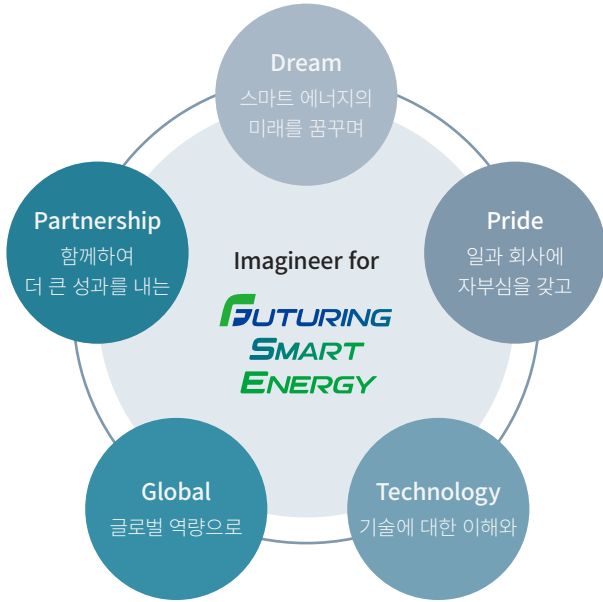 Dream
스마트 에너지의
미래를 꿈꾸며
Pride
일과 회사에
자부심을 갖고
Technology
기술에 대한 이해와
Global
글로벌 역량으로
Partnership
함께하여
더 큰 성과를 내는
Imagineer for
FUTURING
SMART
ENERGY